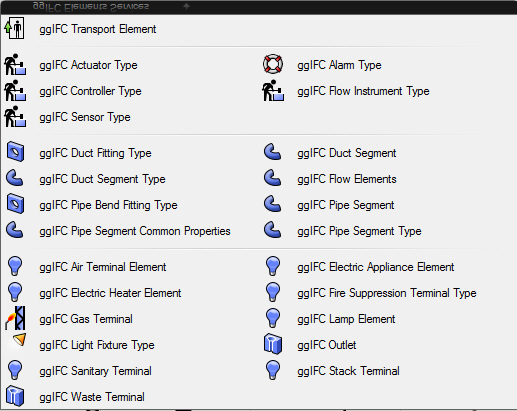 ggIFC Elements Services
ggIFC Transport Element
ggIFC Actuator Type
ggIFC Alarm Type
ggIFC Controller Type
ggIFC Flow Instrument Type
ggIFC Sensor Type
ggIFC Duct Fitting Type
ggIFC Duct Segment
ggIFC Duct Segment Type
ggIFC Flow Elements
ggIFC Pipe Bend Fitting Type
ggIFC Pipe Segment
ggIFC Pipe Segment Common Properties
ggIFC Pipe Segment Type
ggIFC Air Terminal Element
ggIFC Electric Appliance Element
ggIFC Electric Heater Element
ggIFC Fire Suppression Terminal Type
ggIFC Gas Terminal
ggIFC Lamp Element
ggIFC Light Fixture Type
ggIFC Outlet
ggIFC Sanitary Terminal
ggIFC Stack Terminal
ggIFC Waste Terminal